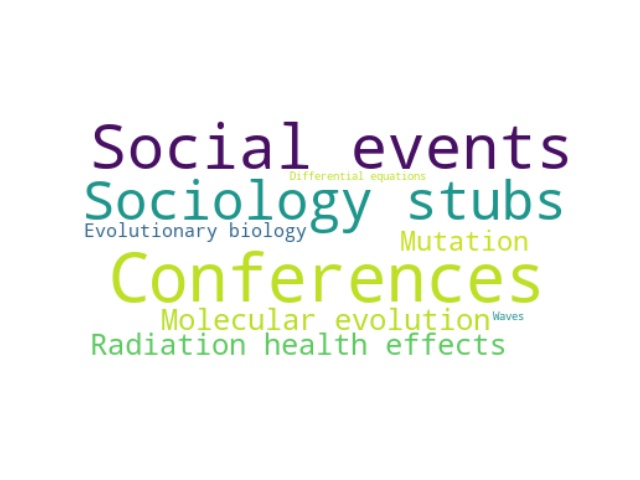 Social events
Differential equations
Sociology stubs
Evolutionary biology
Mutation
Conferences
Molecular evolution
Waves
Radiation health effects